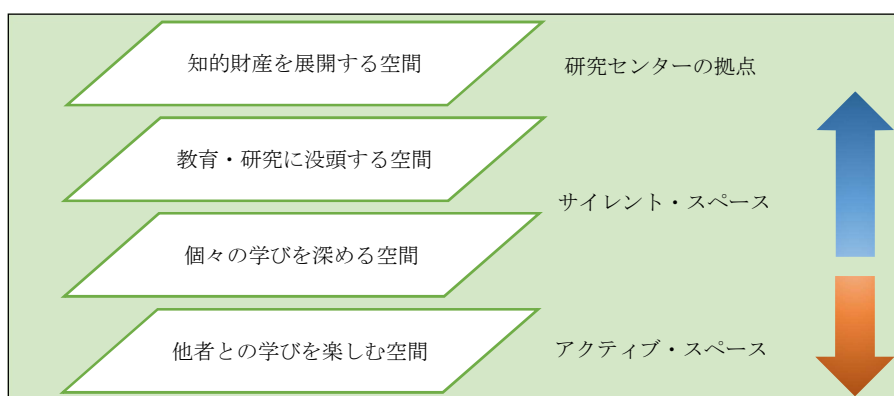 知的財産を展開する空間
研究センターの拠点
教育・研究に没頭する空間
サイレント・スペース
個々の学びを深める空間
他者との学びを楽しむ空間
アクティブ・スペース